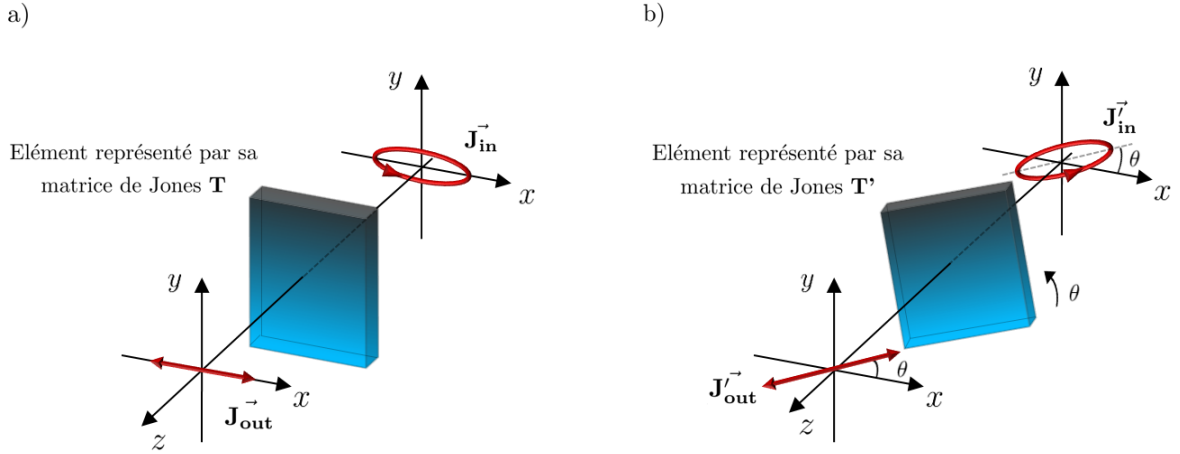 a)
y
J⃗in
Elément représenté par sa
matrice de Jones T
x
y
x
J⃗out
z
b)
y
J⃗′in
θ
Elément représenté par sa
matrice de Jones T'
x
θ
y
θ
J⃗′out
x
z